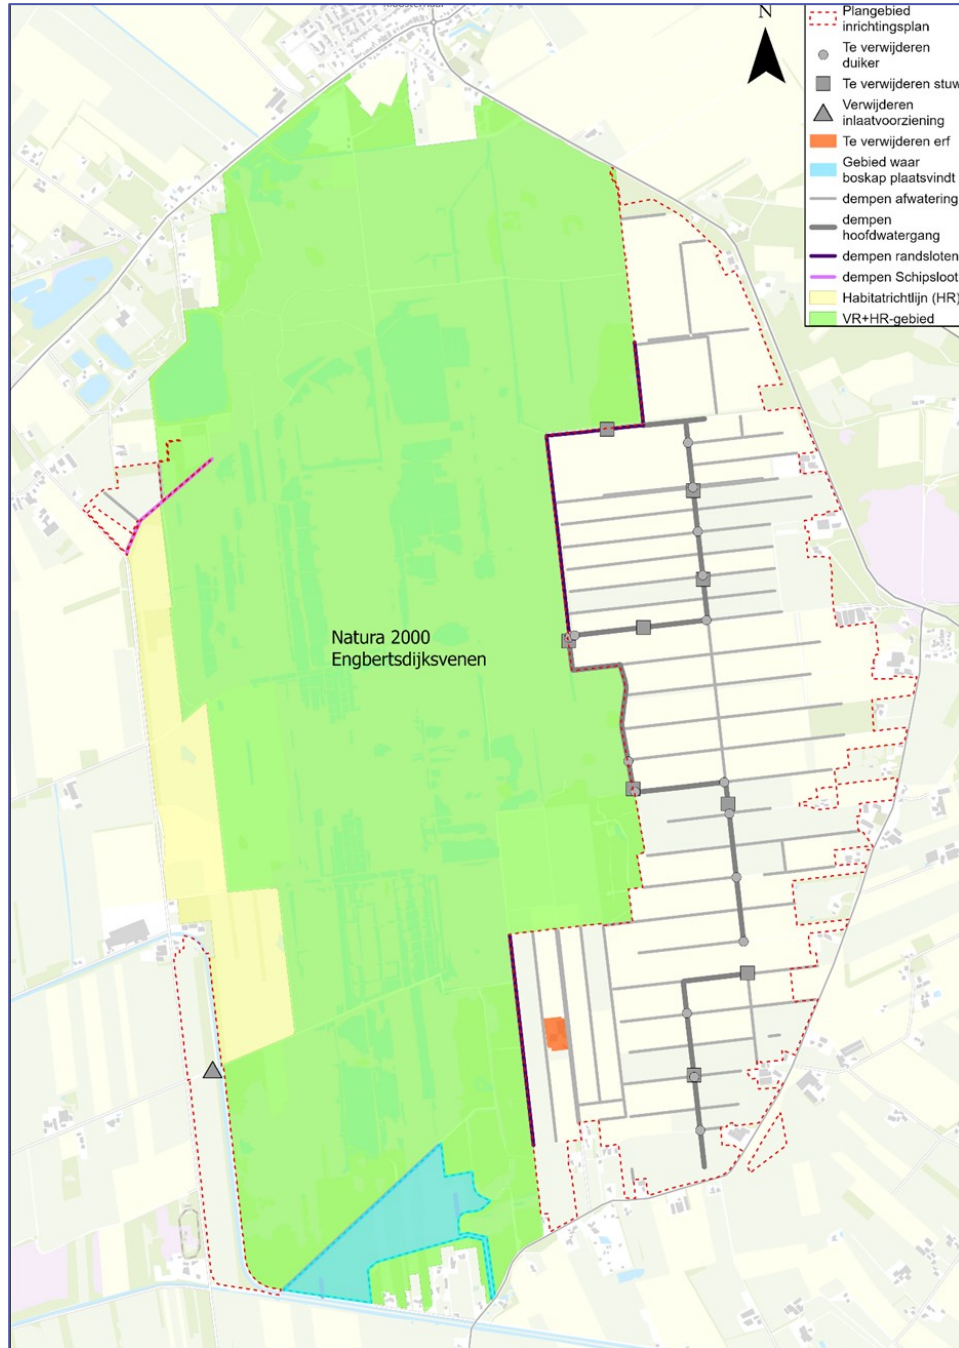 N
Plangebied
inrichtingsplan
Te verwijderen
duiker
Te verwijderen stuw
Verwijderen
inlaatvoorziening
Te verwijderen erf
Gebied waar
boskap plaatsvindt
dempen afwatering
dempen
hoofdwatergang
dempen randsloten
dempen Schipsloot
Habitatrichtlijn (HR)
VR+HR-gebied
Natura 2000
Engbertsdijksvenen